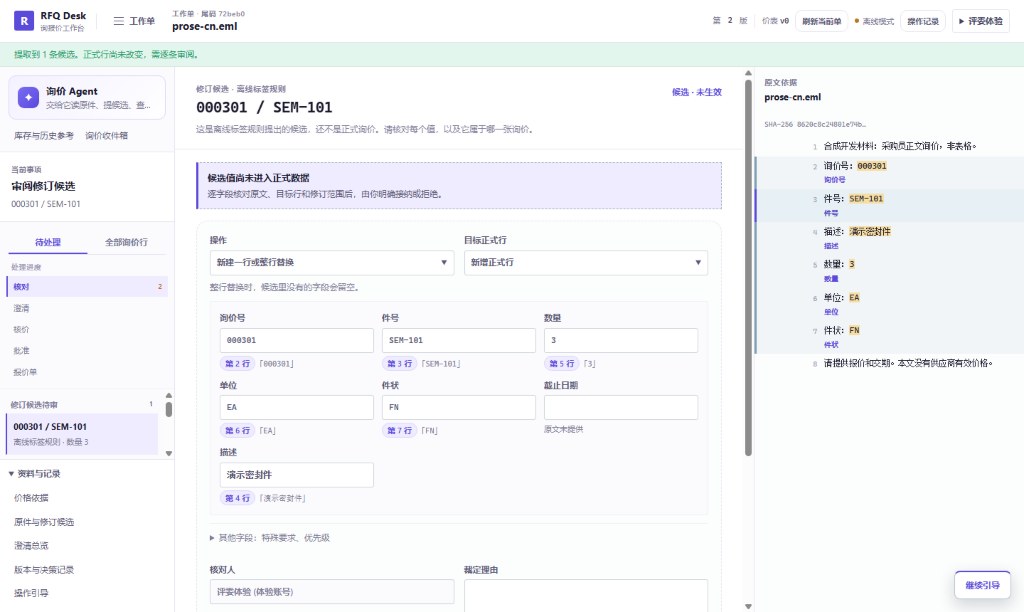 R
RFQ Desk
询报价工作台
工作单
工作单 · 尾码 72beb0
prose-cn.eml
第 2 版
价表 v0
刷新当前单
离线模式
操作记录
▶ 评委体验
提取到 1 条候选。正式行尚未改变，需逐条审阅。
询价 Agent
交给它读原件、提候选、查...
库存与历史参考 询价收件箱
当前事项
审阅修订候选
000301 / SEM-101
待处理 全部询价行
处理进度
核对 2
澄清
核价
批准
报价单
修订候选待审 1
000301 / SEM-101
离线标签规则 · 数量 3
▼ 资料与记录
价格依据
原件与修订候选
澄清总览
版本与决策记录
操作引导
修订候选 · 离线标签规则
000301 / SEM-101
候选 · 未生效
这是离线标签规则提出的候选，还不是正式询价。请核对每个值，以及它属于哪一张询价。
候选值尚未进入正式数据
逐字段核对原文、目标行和修订范围后，由你明确接纳或拒绝。
操作 目标正式行
新建一行或整行替换 ▼ 新增正式行 ▼
整行替换时，候选里没有的字段会留空。
询价号 件号 数量
000301 SEM-101 3
第 2 行 「000301」 第 3 行 「SEM-101」 第 5 行 「3」
单位 件状 截止日期
EA FN
第 6 行 「EA」 第 7 行 「FN」 原文未提供
描述
演示密封件
第 4 行 「演示密封件」
▶ 其他字段：特殊要求、优先级
核对人 裁定理由
评委体验 (体验账号)
原文依据
prose-cn.eml
1 合成开发材料：采购员正文询价，非表格。
2 询价号：000301
询价号
3 件号：SEM-101
件号
4 描述：演示密封件
描述
5 数量：3
数量
6 单位：EA
单位
7 件状：FN
件状
8 请提供报价和交期。本文没有供应商有效价格。
继续引导